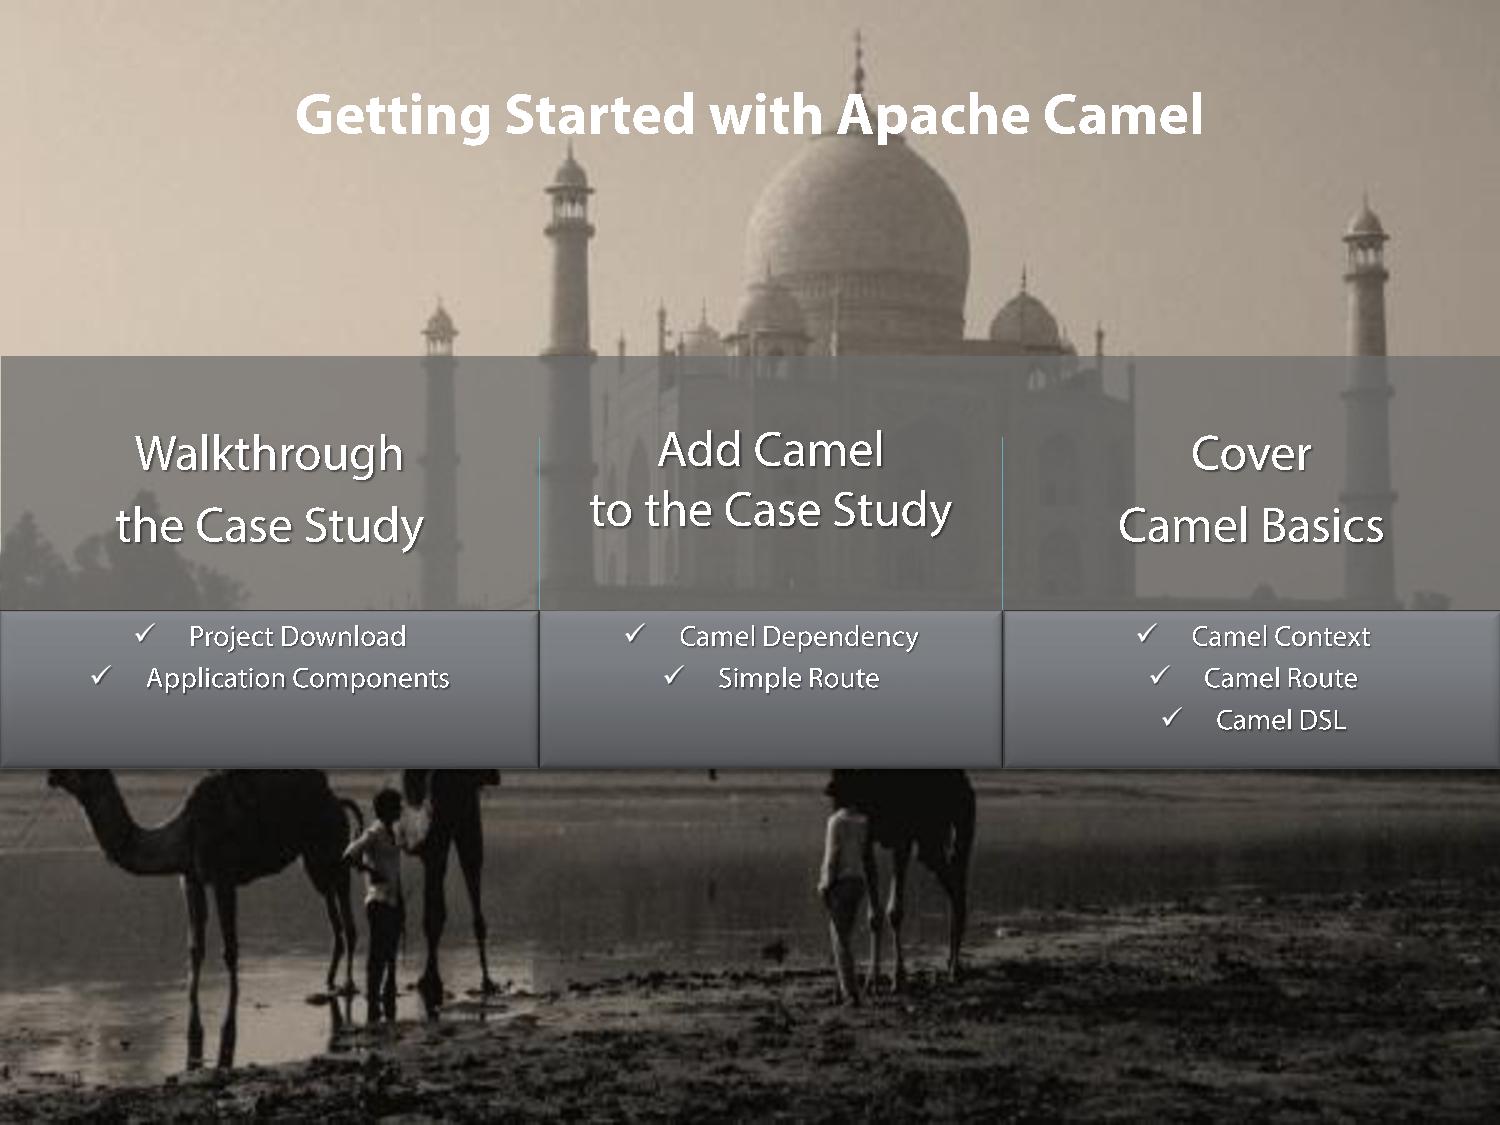 Getting Started with Apache Camel
Walkthrough
the Case Study
Add Camel
to the Case Study
Cover
Camel Basics
✓ Project Download
✓ Application Components
✓ Camel Dependency
✓ Simple Route
✓ Camel Context
✓ Camel Route
✓ Camel DSL